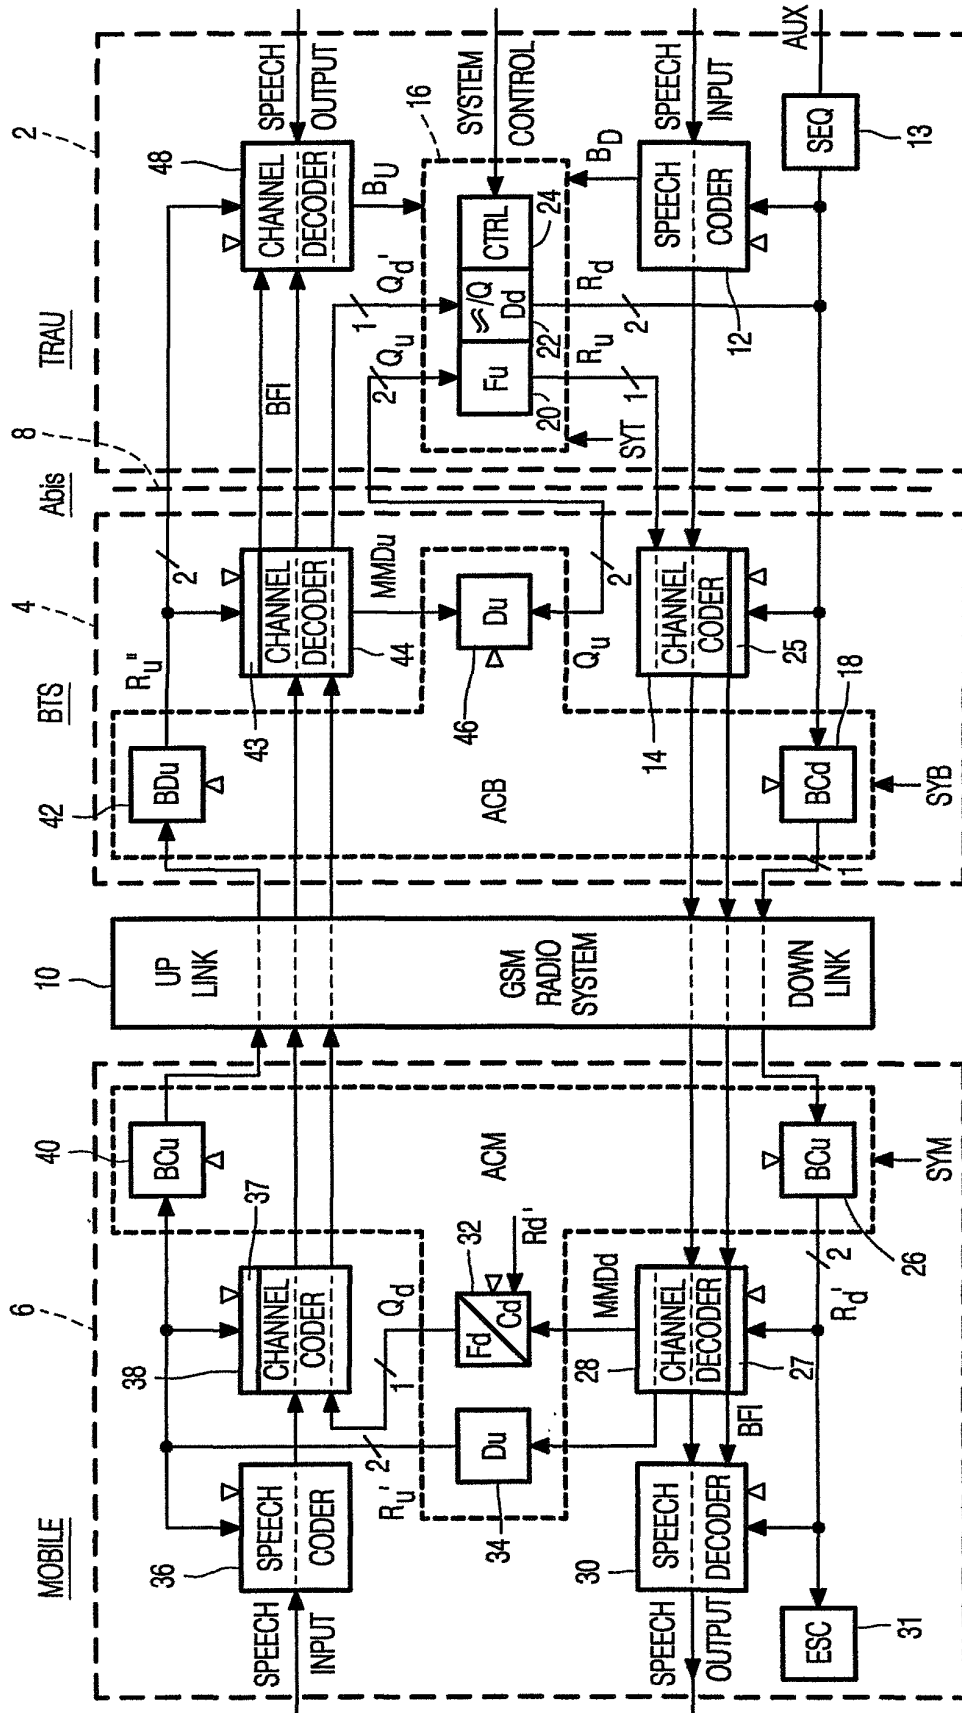 MOBILE
6
BTS
4
Abis
8
TRAU
2
10
UP
LINK
GSM
RADIO
SYSTEM
DOWN
LINK
40
BCu
42
BDu
Ru"
2
37
38
CHANNEL
CODER
43
CHANNEL
DECODER
44
BFI
48
CHANNEL
DECODER
SPEECH
OUTPUT
36
SPEECH
CODER
SPEECH
INPUT
Ru'
2
1
Qd
MMDu
2
Qu
1
Qd'
BU
16
SYSTEM
CONTROL
ACM
ACB
34
Du
32
Fd
Cd
Rd'
46
Du
Qu
2
Fu
≈/Q
Dd
CTRL
20
22
24
SYT
Ru
1
Rd
2
BD
MMDd
28
CHANNEL
DECODER
27
BFI
30
SPEECH
DECODER
SPEECH
OUTPUT
14
CHANNEL
CODER
25
SPEECH
CODER
12
SPEECH
INPUT
ESC
31
Rd'
2
BCu
26
SYM
1
BCd
18
SYB
SEQ
13
AUX